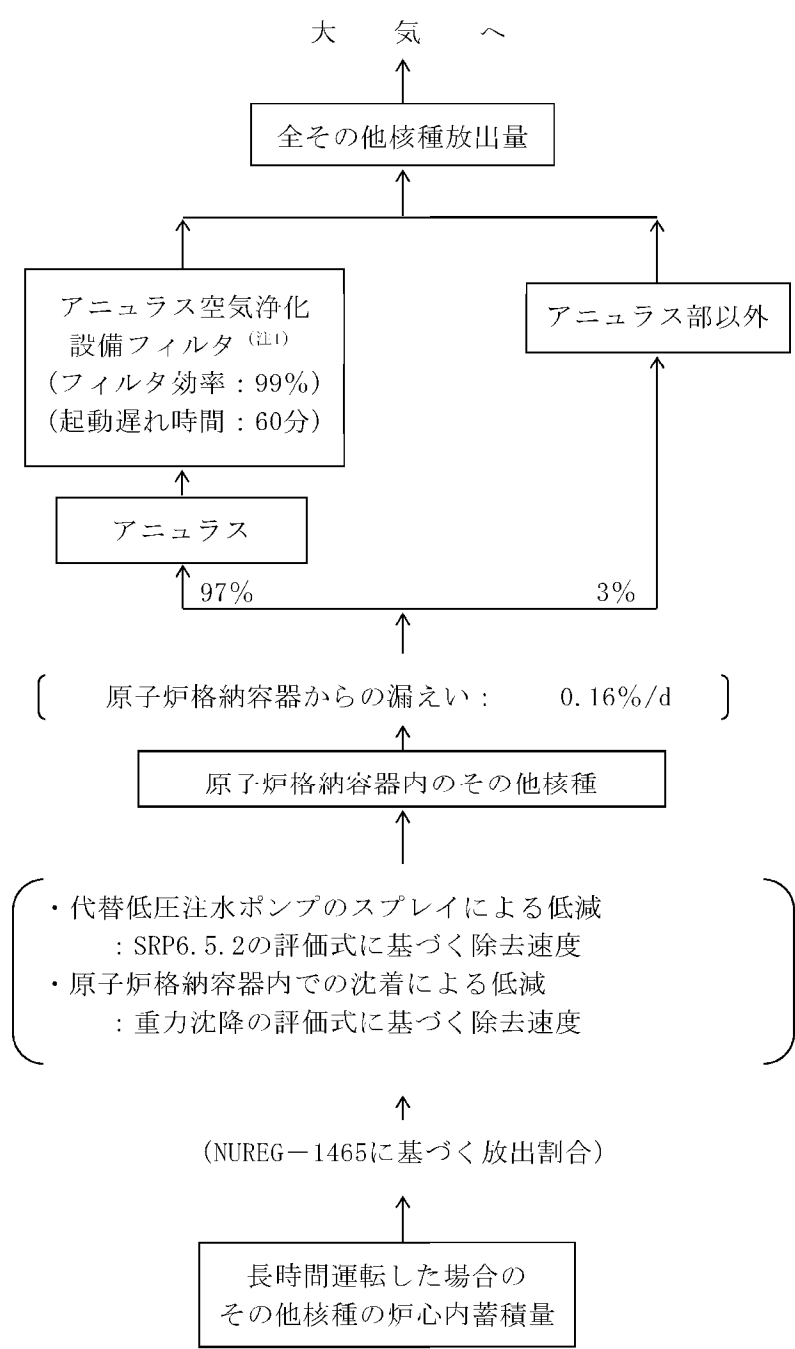 大気へ
全その他核種放出量
アニュラス空気浄化
設備フィルタ(注1)
(フィルタ効率：99%)
(起動遅れ時間：60分)
アニュラス部以外
アニュラス
97%
3%
原子炉格納容器からの漏えい： 0.16%/d
原子炉格納容器内のその他核種
・代替低圧注水ポンプのスプレイによる低減
：SRP6.5.2の評価式に基づく除去速度
・原子炉格納容器内での沈着による低減
：重力沈降の評価式に基づく除去速度
(NUREG－1465に基づく放出割合)
長時間運転した場合の
その他核種の炉心内蓄積量